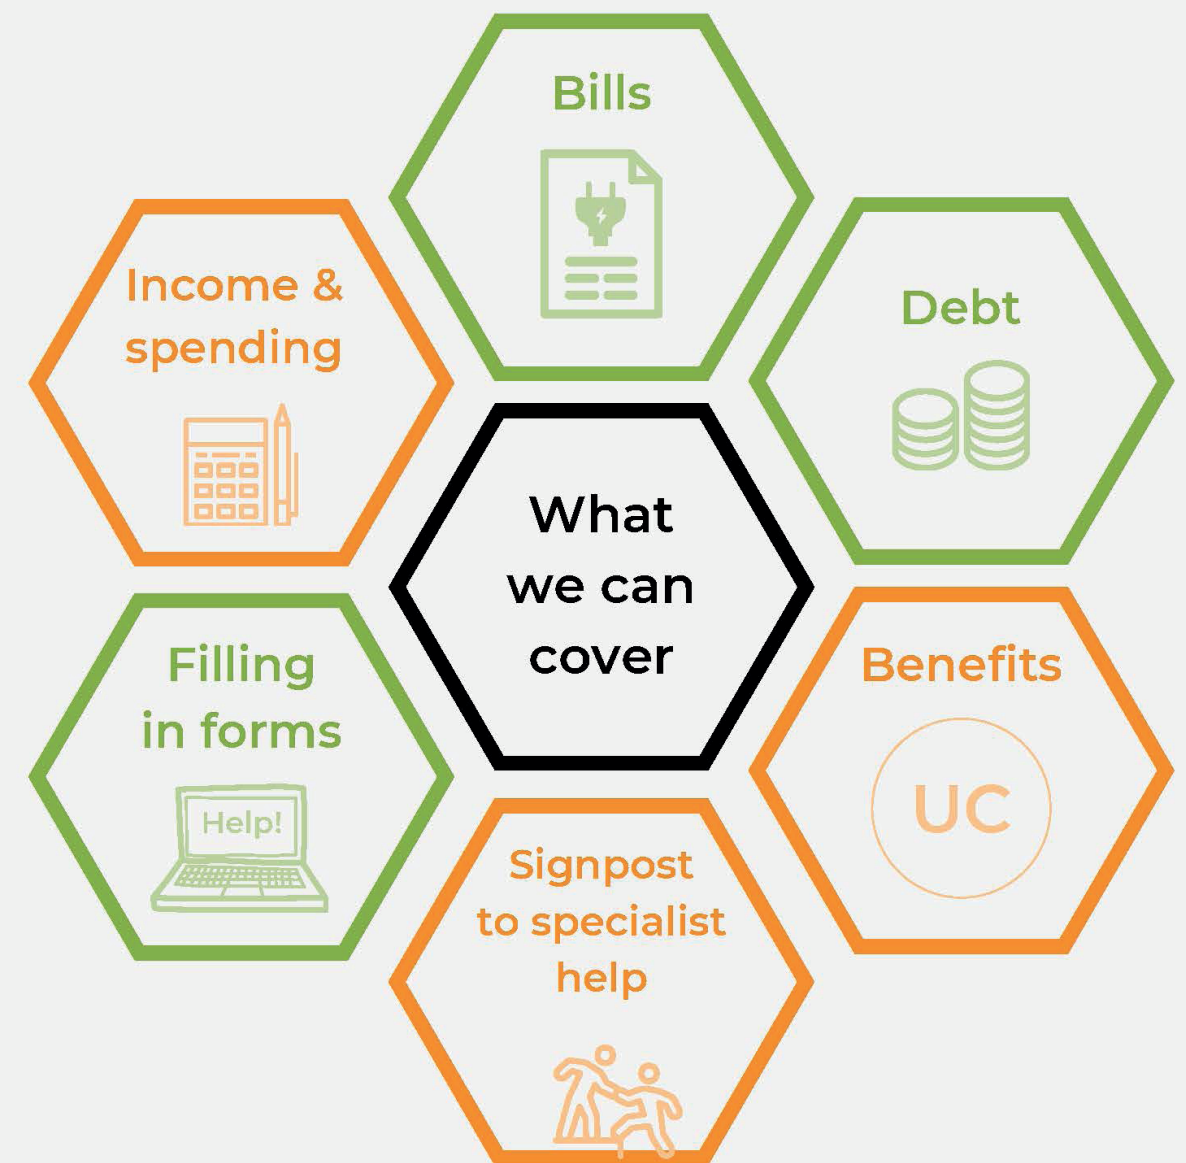 Bills
Income &
spending
Debt
What
we can
cover
Filling
in forms
Help!
Benefits
UC
Signpost
to specialist
help